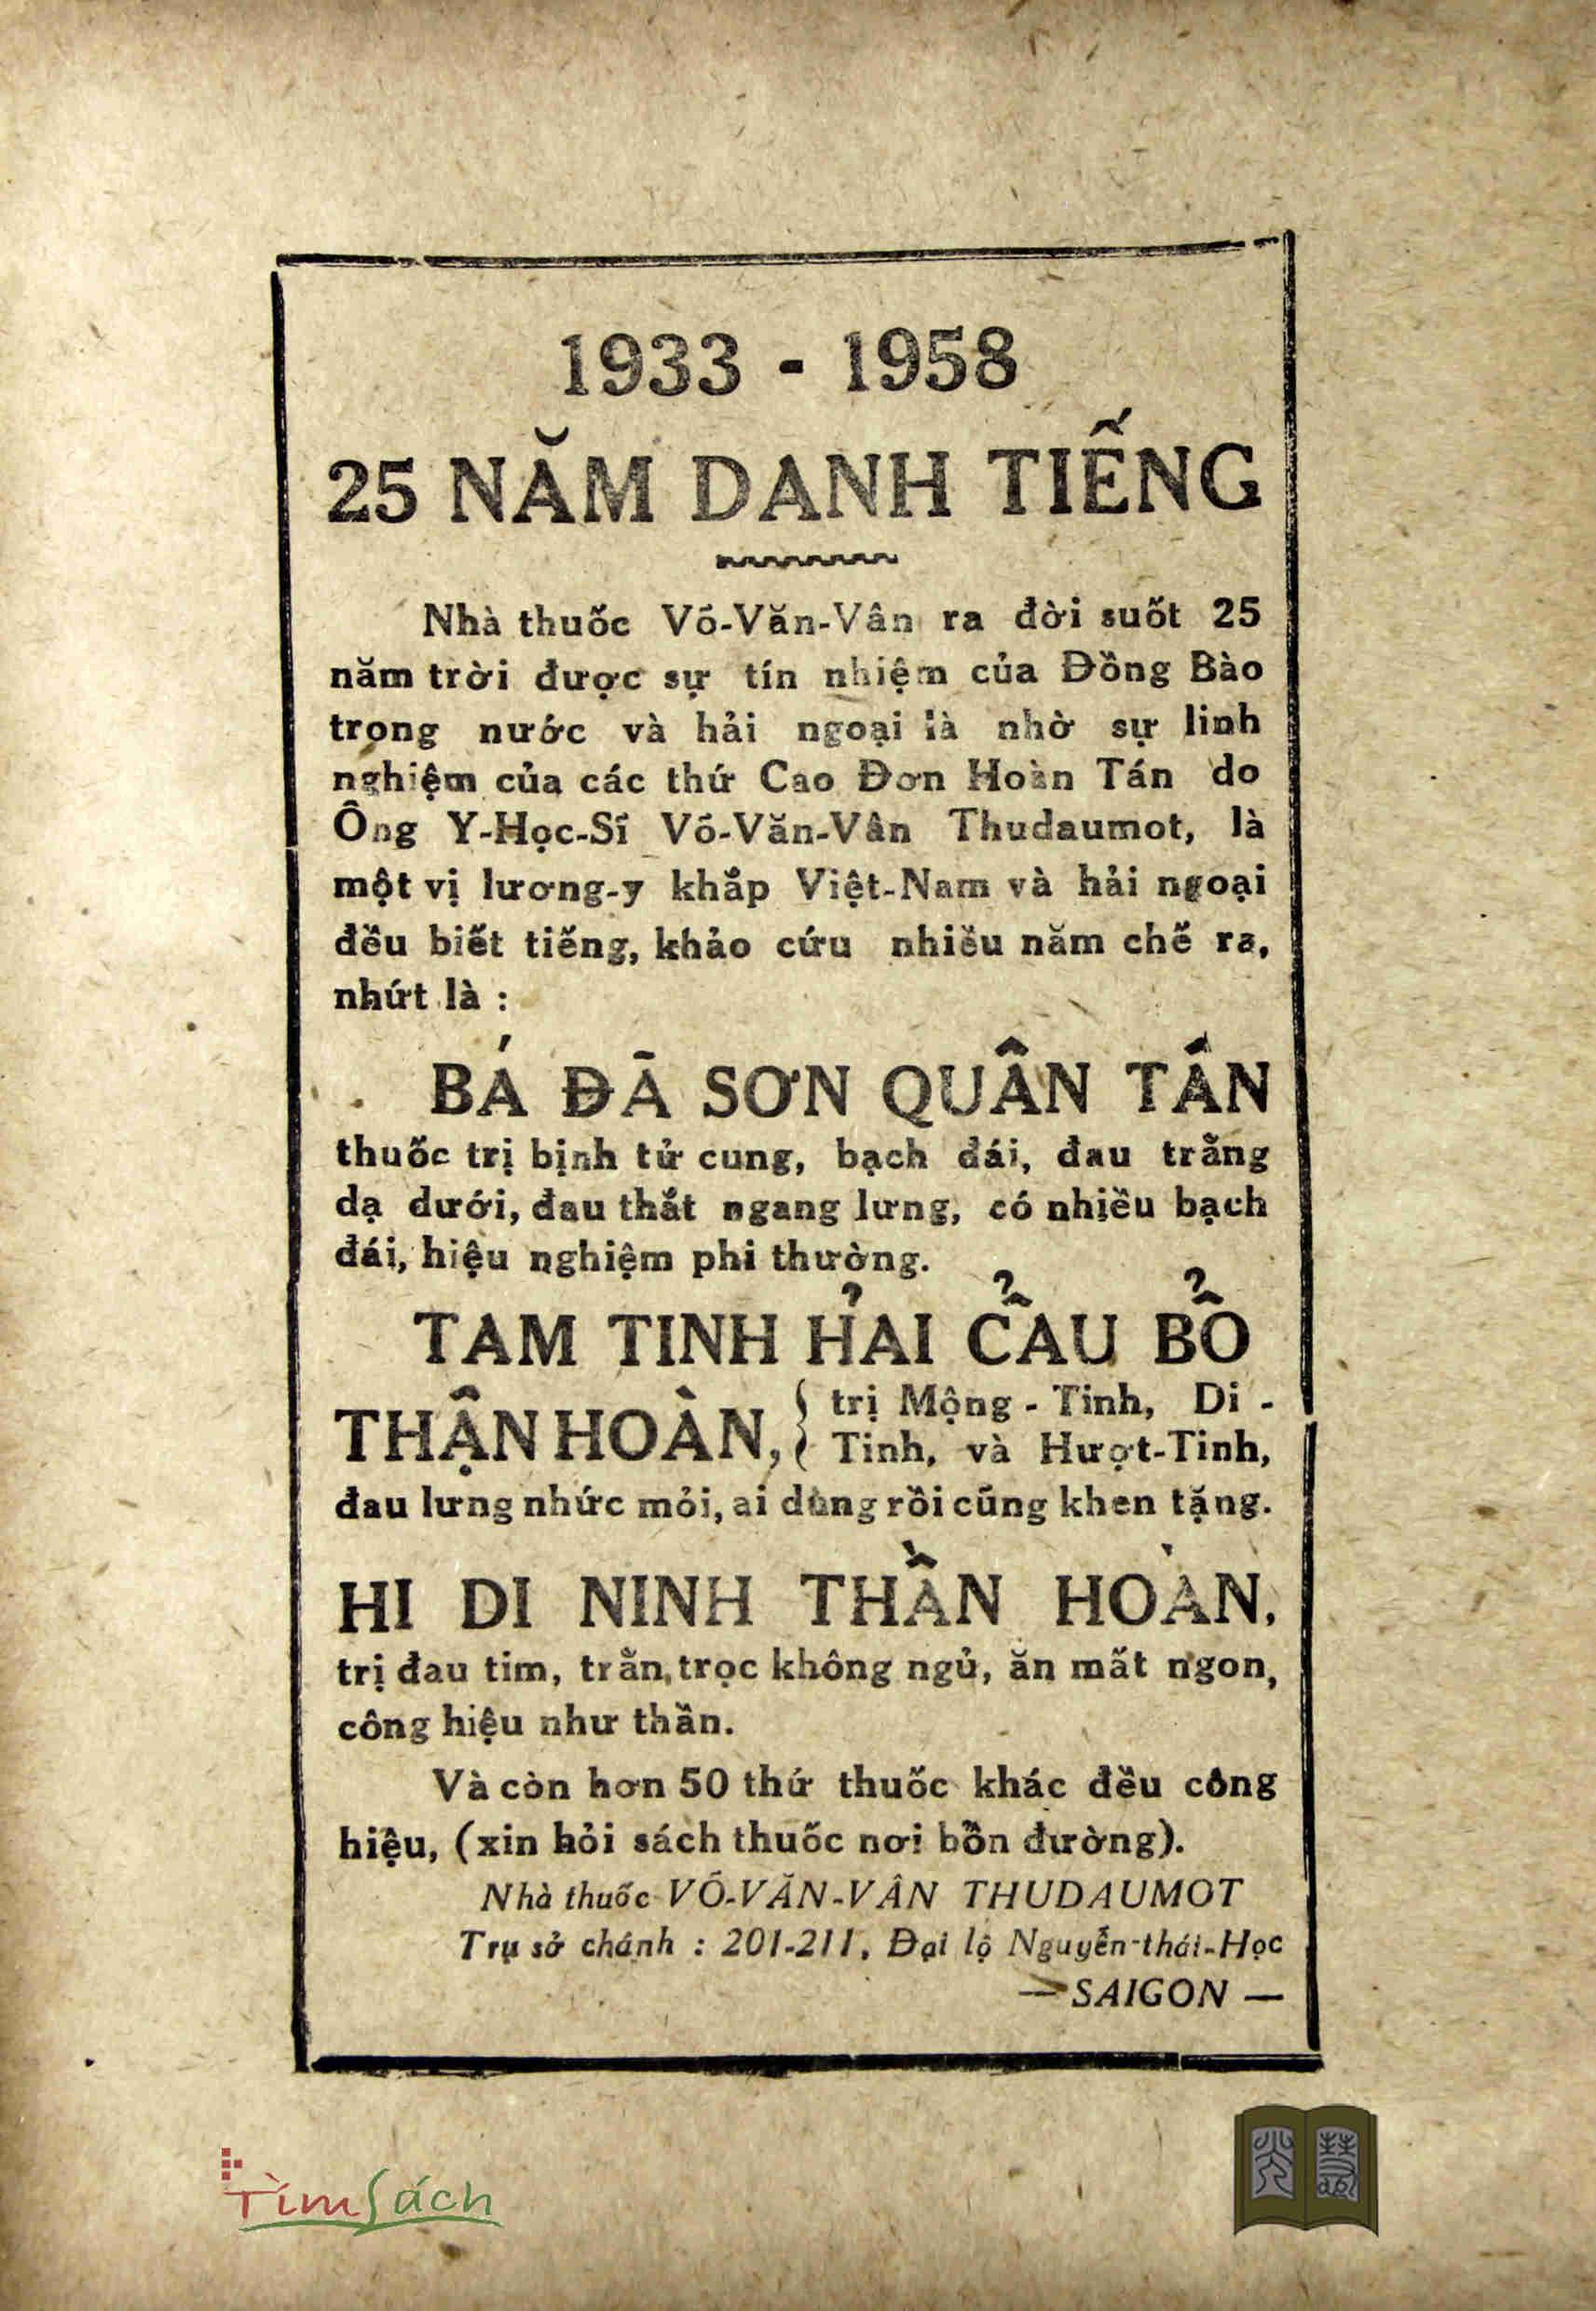 1933 - 1958
25 NĂM DANH TIẾNG
Nhà thuốc Võ-Văn-Vân ra đời suốt 25
năm trời được sự tín nhiệm của Đồng Bào
trong nước và hải ngoại là nhờ sự linh
nghiệm của các thứ Cao Đơn Hoàn Tán do
Ông Y-Học-Sĩ Võ-Văn-Vân Thudaumot, là
một vị lương-y khắp Việt-Nam và hải ngoại
đều biết tiếng, khảo cứu nhiều năm chế ra,
nhứt là :
BÁ ĐÃ SƠN QUÂN TÁN
thuốc trị bịnh tử cung, bạch đái, đau trằng
dạ dưới, đau thắt ngang lưng, có nhiều bạch
đái, hiệu nghiệm phi thường.
TAM TINH HẢI CẨU BỔ
THẬN HOÀN, trị Mộng - Tinh, Di -
Tinh, và Hượt-Tinh,
đau lưng nhức mỏi, ai dùng rồi cũng khen tặng.
HI DI NINH THẦN HOÀN,
trị đau tim, trằn trọc không ngủ, ăn mất ngon,
công hiệu như thần.
Và còn hơn 50 thứ thuốc khác đều công
hiệu, (xin hỏi sách thuốc nơi bổn đường).
Nhà thuốc VÕ-VĂN-VÂN THUDAUMOT
Trụ sở chánh : 201-211, Đại lộ Nguyễn-thái-Học
— SAIGON —
TìmSách